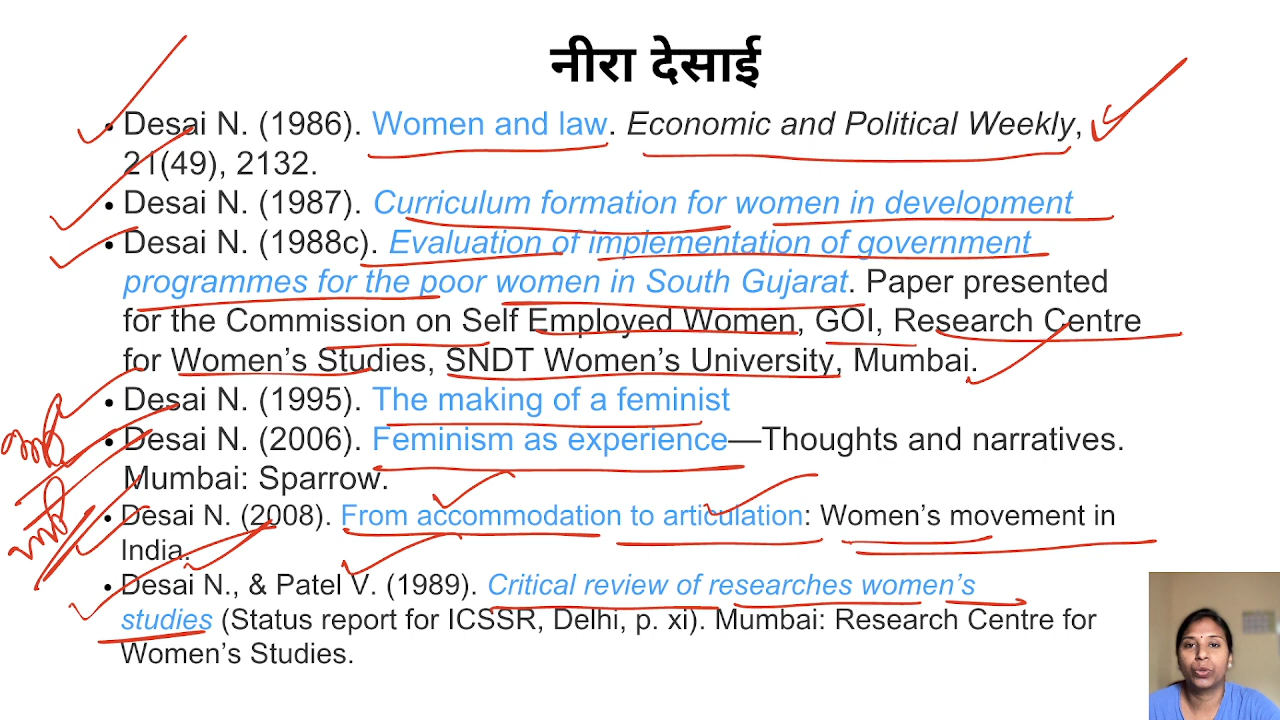 नीरा देसाई
• Desai N. (1986). Women and law. Economic and Political Weekly,
21(49), 2132.
• Desai N. (1987). Curriculum formation for women in development
• Desai N. (1988c). Evaluation of implementation of government
programmes for the poor women in South Gujarat. Paper presented
for the Commission on Self Employed Women, GOI, Research Centre
for Women’s Studies, SNDT Women’s University, Mumbai.
• Desai N. (1995). The making of a feminist
• Desai N. (2006). Feminism as experience—Thoughts and narratives.
Mumbai: Sparrow.
• Desai N. (2008). From accommodation to articulation: Women’s movement in
India.
• Desai N., & Patel V. (1989). Critical review of researches women’s
studies (Status report for ICSSR, Delhi, p. xi). Mumbai: Research Centre for
Women’s Studies.